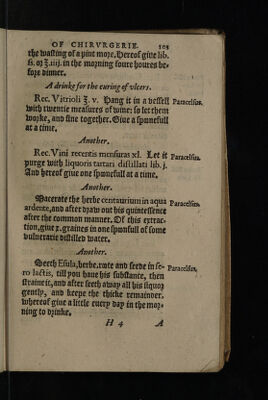 OF CHIRVRGERIE. 103
the wasting of a pint more. Hereof giue lib.
ß. or ℥. iiij. in the morning foure houres be-
fore dinner.
A drinke for the curing of vlcers.
Rec. Vitrioli ℥. v. Hang it in a vessell Paracelsus.
with twentie measures of wine: so let them
worke, and fine together. Giue a spunefull
at a time.
Another.
Rec. Vini recentis mensuras xl. Let it Paracelsus.
purge with liquoris tartari distillati lib. j.
And hereof giue one spunefull at a time.
Another.
Macerate the herbe centaurium in aqua Paracelsus.
ardente, and after draw out his quintessence
after the common manner. Of this extrac-
tion, giue x. graines in one spunfull of some
vulnerarie distilled water.
Another.
Seeth Esula, herbe, roote and seede in se- Paracelsus.
ro lactis, till you haue his substance, then
straine it, and after seeth away all his liquor
gently, and keepe the thicke remainder.
whereof giue a little euery day in the mor-
ning to drinke.
H 4 A